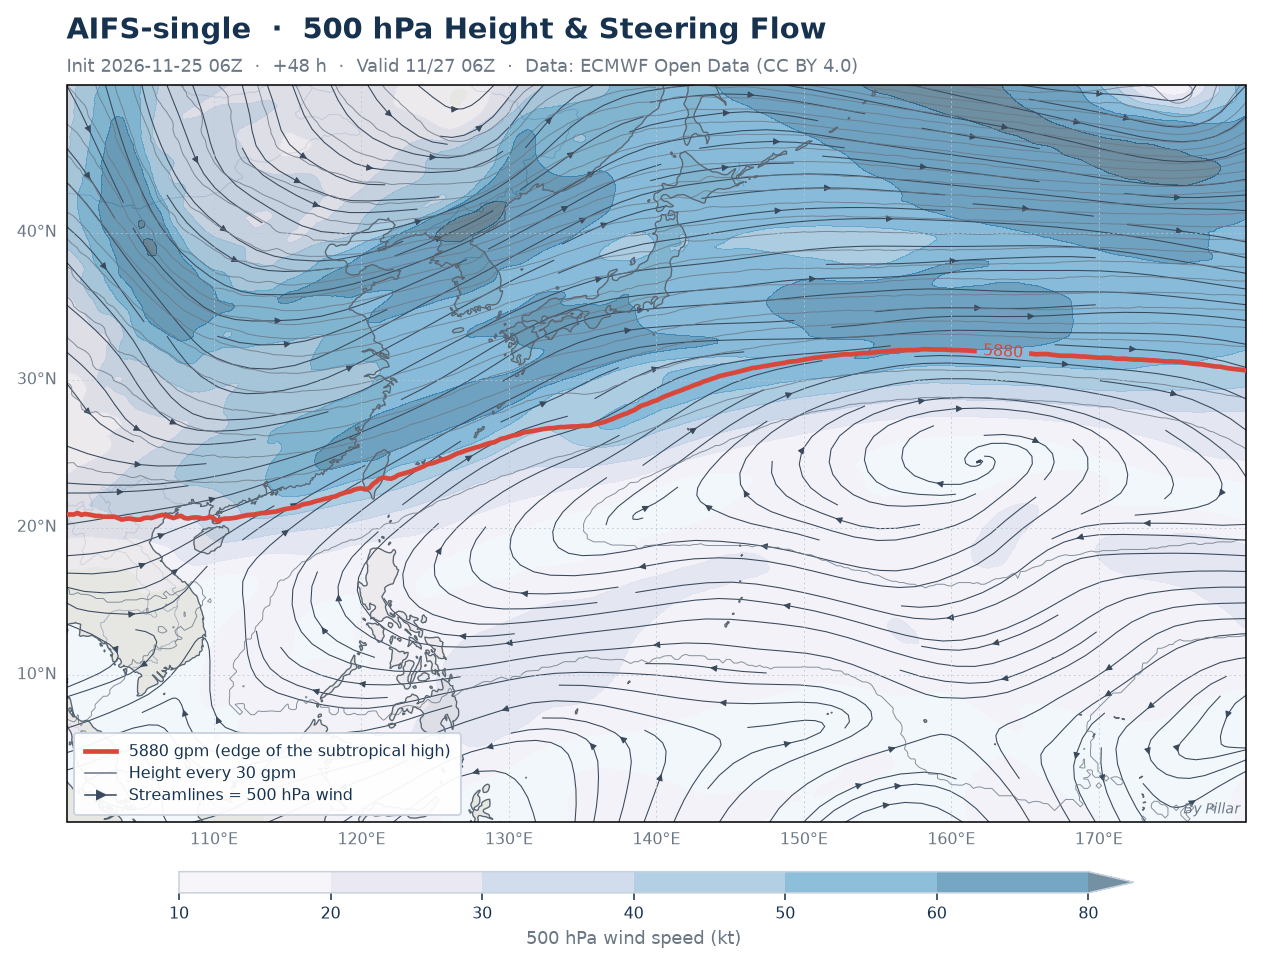 AIFS-single · 500 hPa Height & Steering Flow
Init 2026-11-25 06Z · +48 h · Valid 11/27 06Z · Data: ECMWF Open Data (CC BY 4.0)
40°N
30°N
20°N
10°N
5880
5880 gpm (edge of the subtropical high)
Height every 30 gpm
Streamlines = 500 hPa wind
By Pillar
110°E 120°E 130°E 140°E 150°E 160°E 170°E
10 20 30 40 50 60 80
500 hPa wind speed (kt)